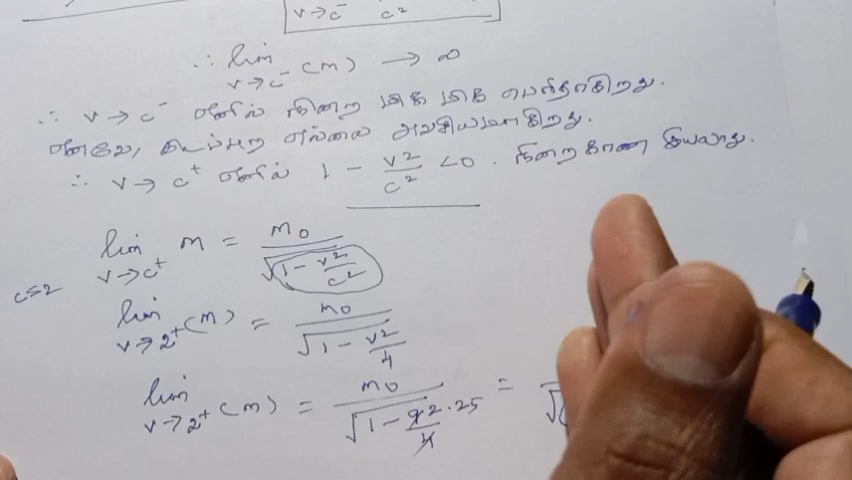 v→c⁻ c²
∴ lim v→c⁻ (m) → ∞
∴ v→c⁻ எனில் நிறை மிக மிக பெரிதாகிறது.
எனவே, இடப்புற எல்லை அவசியமாகிறது.
∴ v→c⁺ எனில் 1 - v²/c² <0. நிறை காண இயலாது.
lim v→c⁺ m = m₀/√(1 - v²/c²)
c=2 lim v→2⁺ (m) = m₀/√(1 - v²/4)
lim v→2⁺ (m) = m₀/√(1 - 2.25/4) =